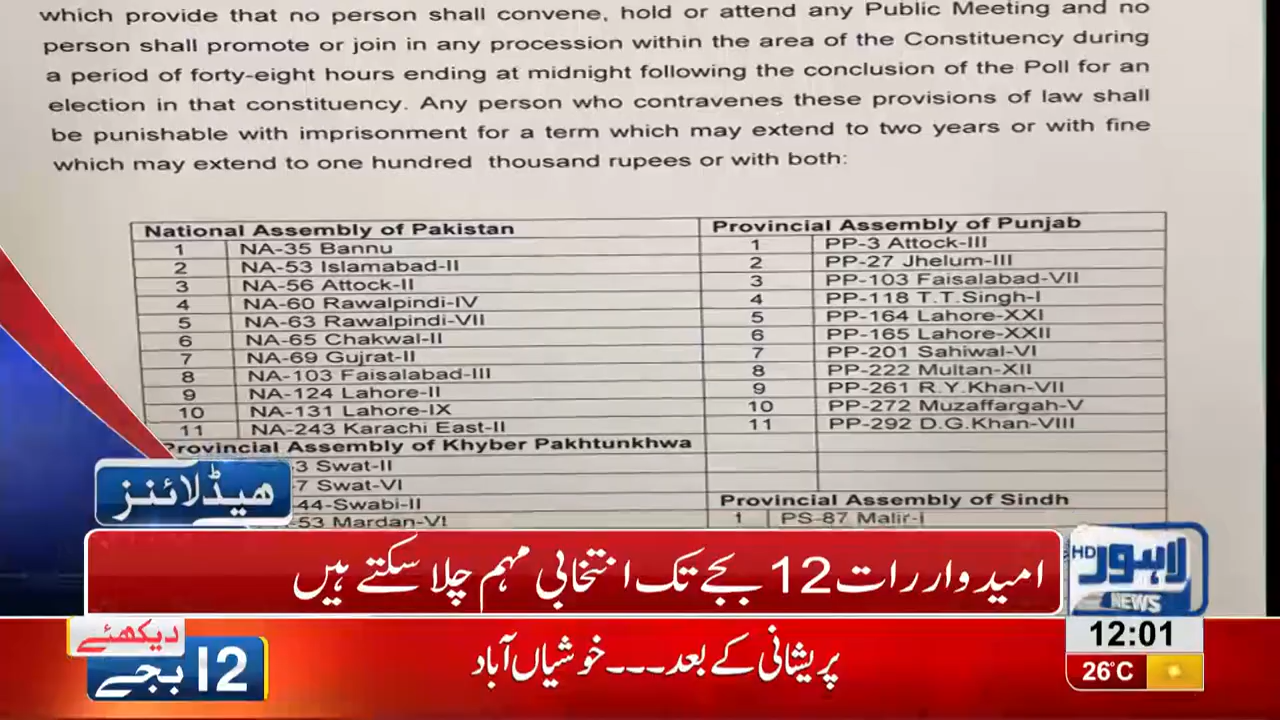 which provide that no person shall convene, hold or attend any Public Meeting and no
person shall promote or join in any procession within the area of the Constituency during
a period of forty-eight hours ending at midnight following the conclusion of the Poll for an
election in that constituency. Any person who contravenes these provisions of law shall
be punishable with imprisonment for a term which may extend to two years or with fine
which may extend to one hundred thousand rupees or with both:
National Assembly of Pakistan
1 NA-35 Bannu
2 NA-53 Islamabad-II
3 NA-56 Attock-II
4 NA-60 Rawalpindi-IV
5 NA-63 Rawalpindi-VII
6 NA-65 Chakwal-II
7 NA-69 Gujrat-II
8 NA-103 Faisalabad-III
9 NA-124 Lahore-II
10 NA-131 Lahore-IX
11 NA-243 Karachi East-II
Provincial Assembly of Khyber Pakhtunkhwa
3 Swat-II
7 Swat-VI
44-Swabi-II
53 Mardan-VI
Provincial Assembly of Punjab
1 PP-3 Attock-III
2 PP-27 Jhelum-III
3 PP-103 Faisalabad-VII
4 PP-118 T.T.Singh-I
5 PP-164 Lahore-XXI
6 PP-165 Lahore-XXII
7 PP-201 Sahiwal-VI
8 PP-222 Multan-XII
9 PP-261 R.Y.Khan-VII
10 PP-272 Muzaffargah-V
11 PP-292 D.G.Khan-VIII
Provincial Assembly of Sindh
1 PS-87 Malir-I
ہیڈلائنز
امیدوار رات 12 بجے تک انتخابی مہم چلا سکتے ہیں
لاہور HD
NEWS
12:01
26°C
دیکھئے
12 بجے
پریشانی کے بعد۔۔۔خوشیاں آباد